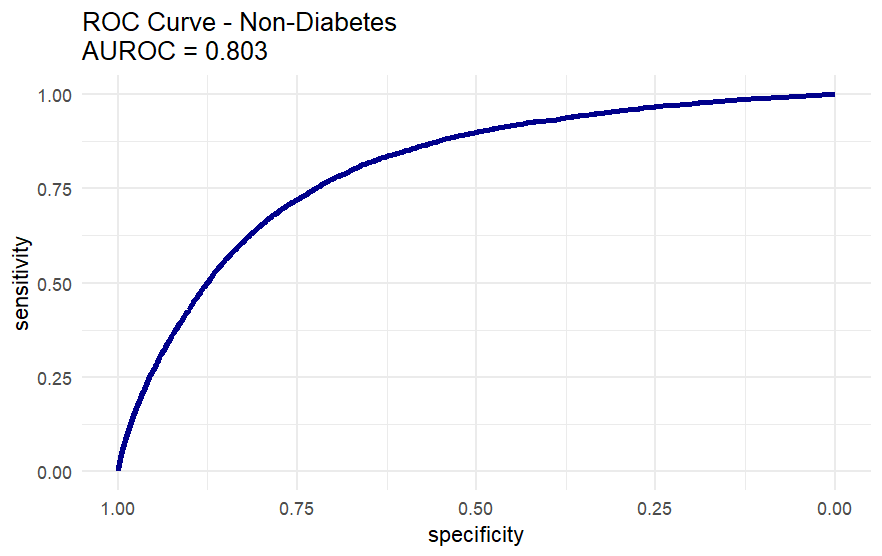 ROC Curve - Non-Diabetes
AUROC = 0.803
1.00
0.75
0.50
0.25
0.00
sensitivity
1.00 0.75 0.50 0.25 0.00
specificity